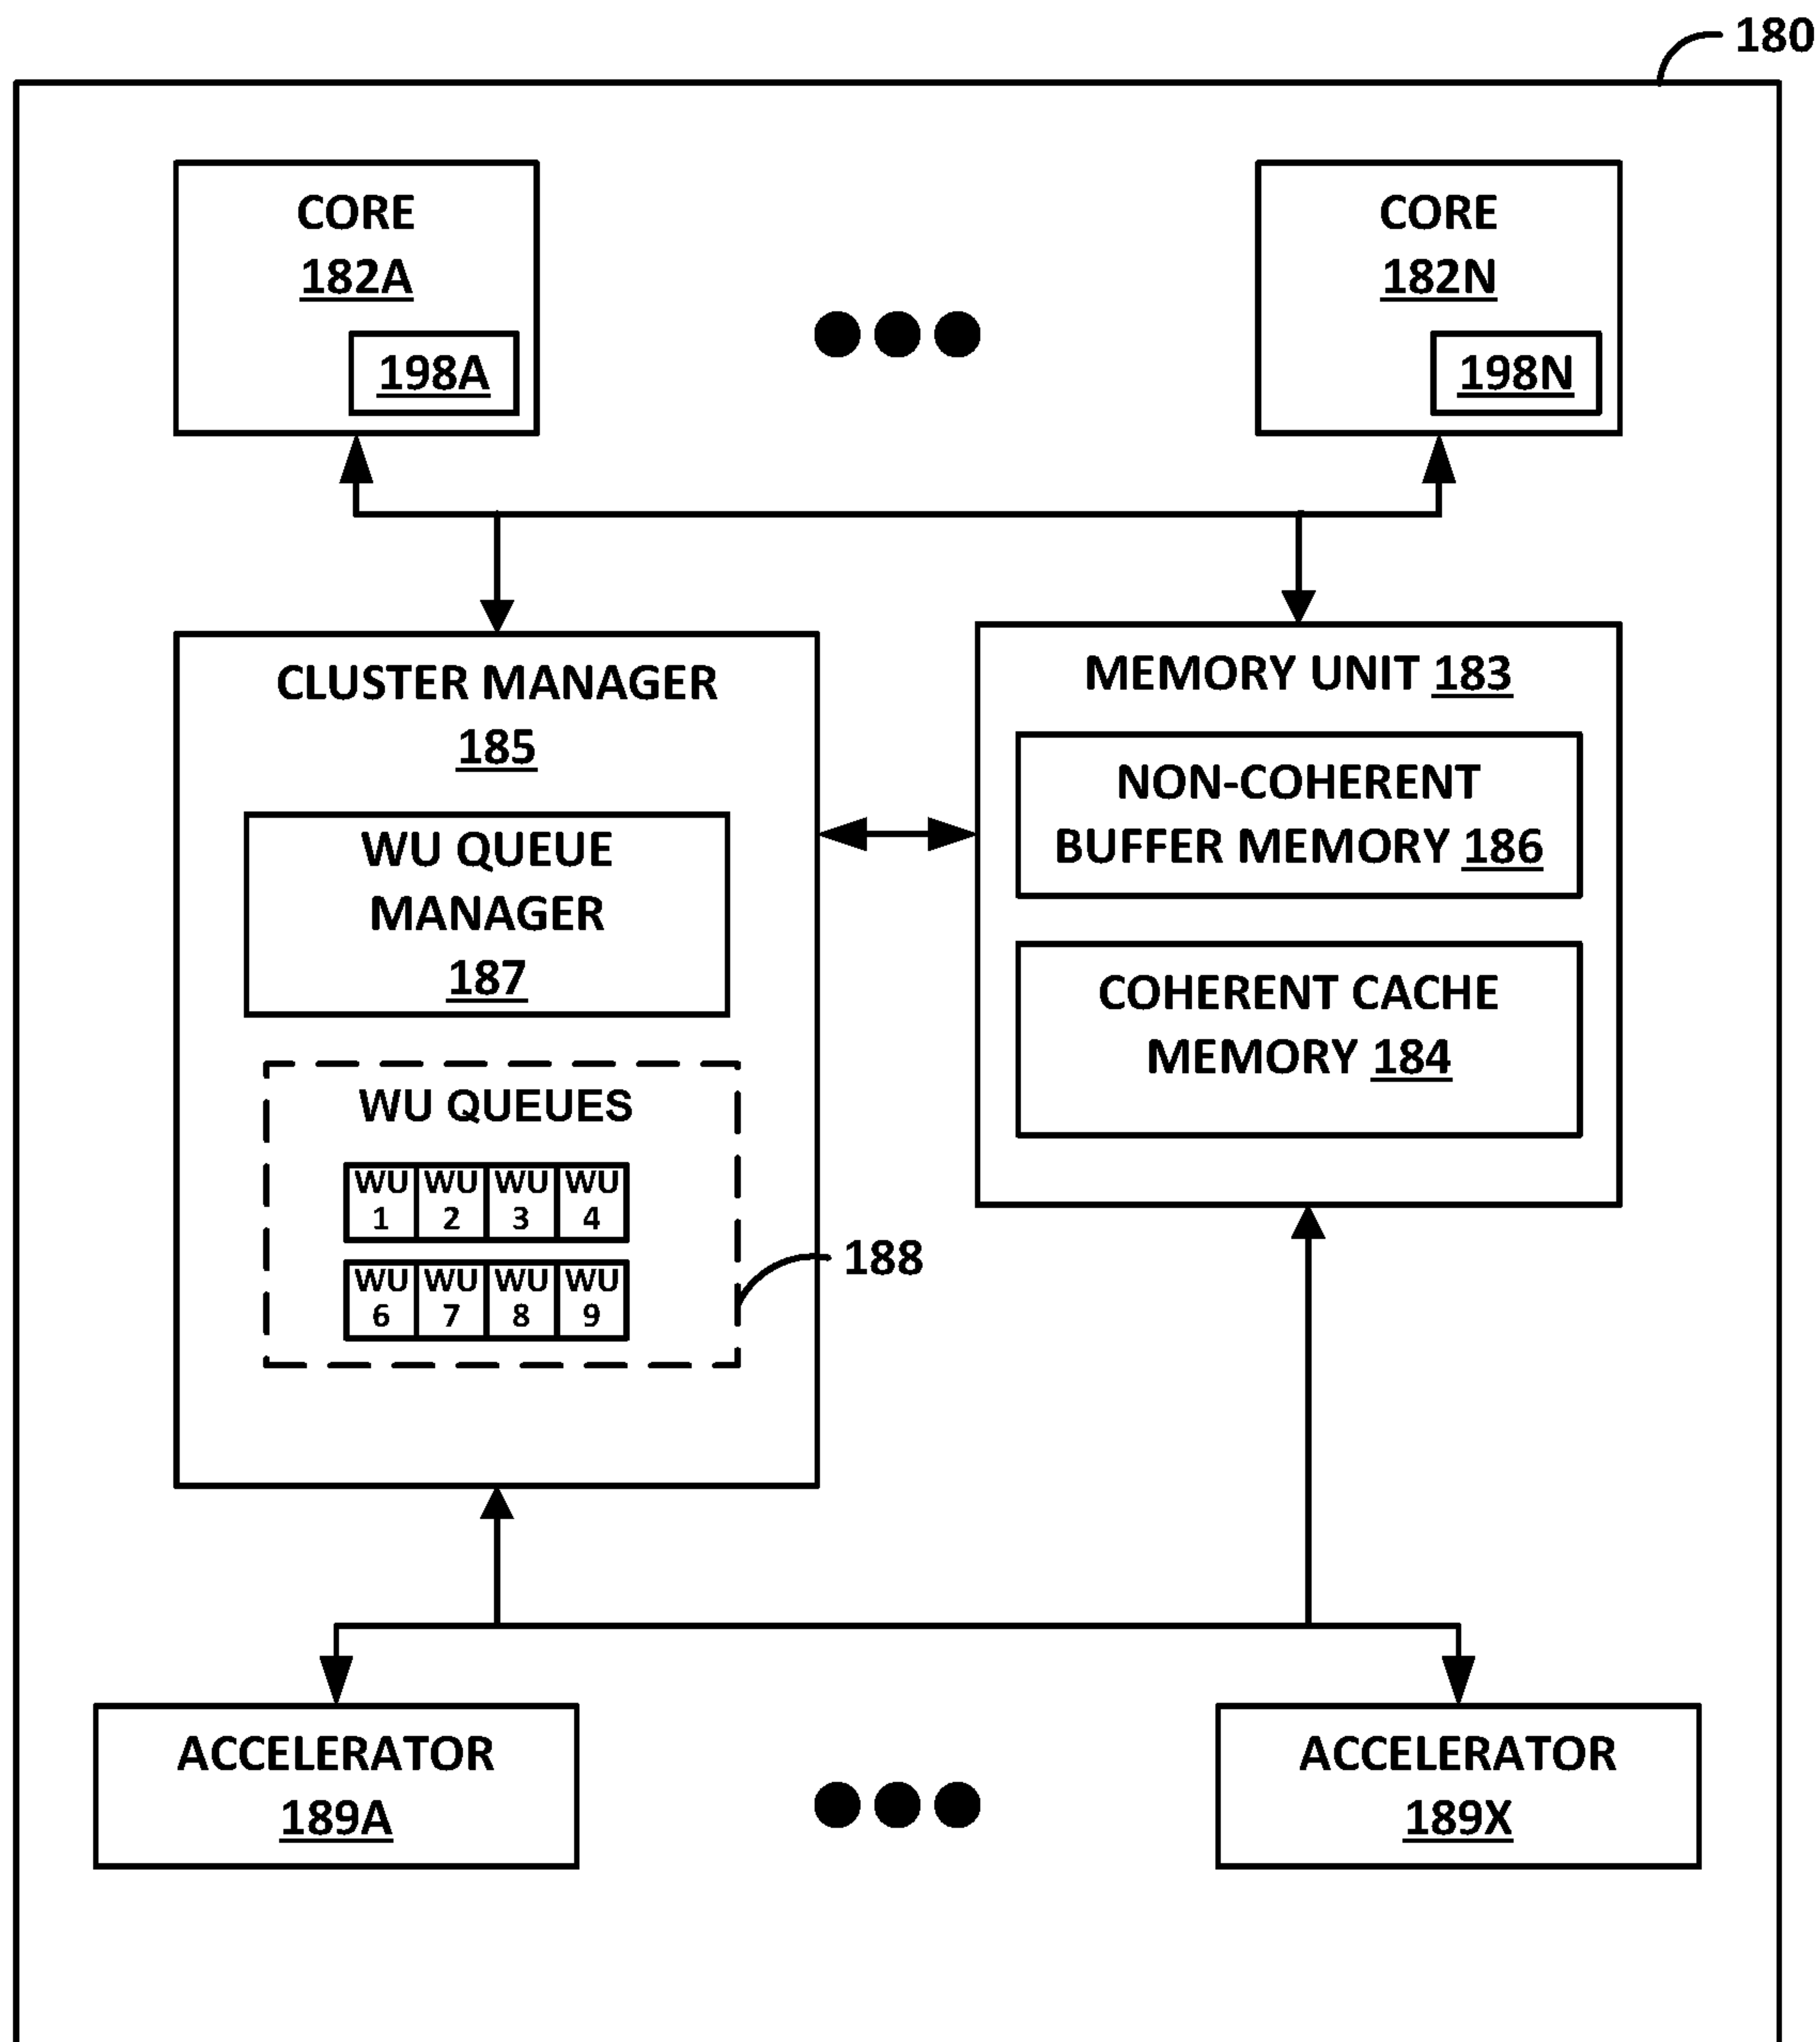 180
CORE
182A
198A
CORE
182N
198N
CLUSTER MANAGER
185
WU QUEUE
MANAGER
187
WU QUEUES
WU WU WU WU
1 2 3 4
WU WU WU WU
6 7 8 9
188
MEMORY UNIT 183
NON-COHERENT
BUFFER MEMORY 186
COHERENT CACHE
MEMORY 184
ACCELERATOR
189A
ACCELERATOR
189X